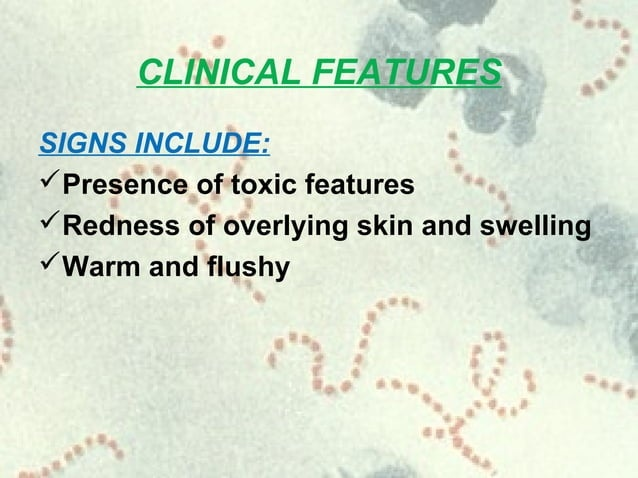 CLINICAL FEATURES
SIGNS INCLUDE:
✓Presence of toxic features
✓Redness of overlying skin and swelling
✓Warm and flushy